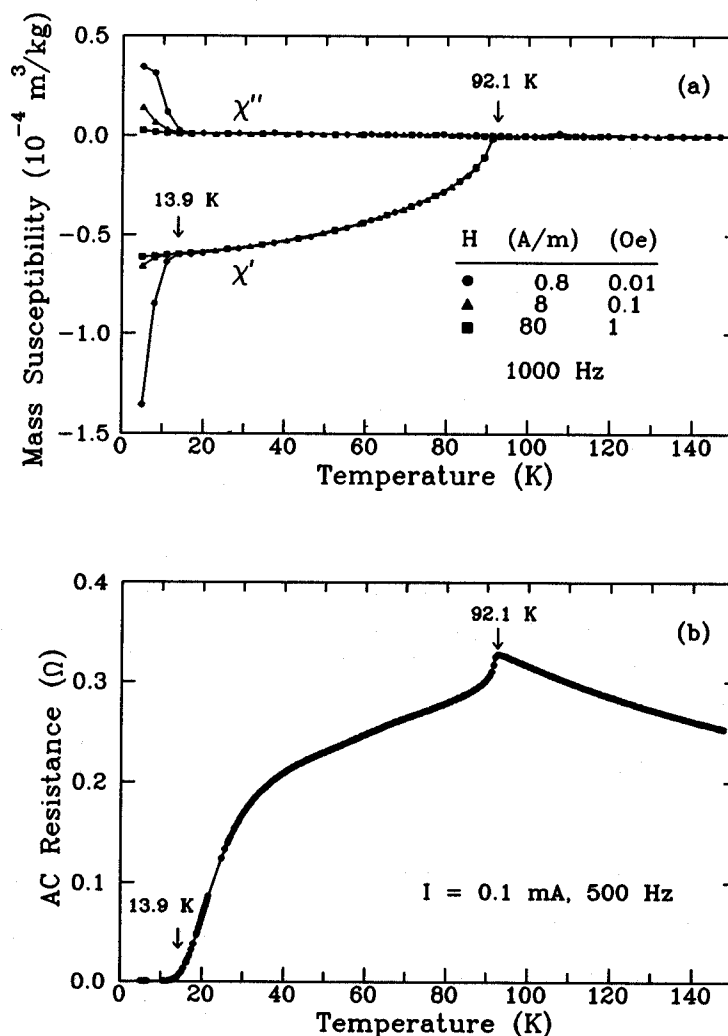 (a)
0.5
0.0
−0.5
−1.0
−1.5
Mass Susceptibility (10⁻⁴ m³/kg)
χ''
92.1 K
13.9 K
χ'
H (A/m) (Oe)
● 0.8 0.01
▲ 8 0.1
■ 80 1
1000 Hz
0 20 40 60 80 100 120 140
Temperature (K)
(b)
0.4
0.3
0.2
0.1
0.0
AC Resistance (Ω)
92.1 K
13.9 K
I = 0.1 mA, 500 Hz
0 20 40 60 80 100 120 140
Temperature (K)